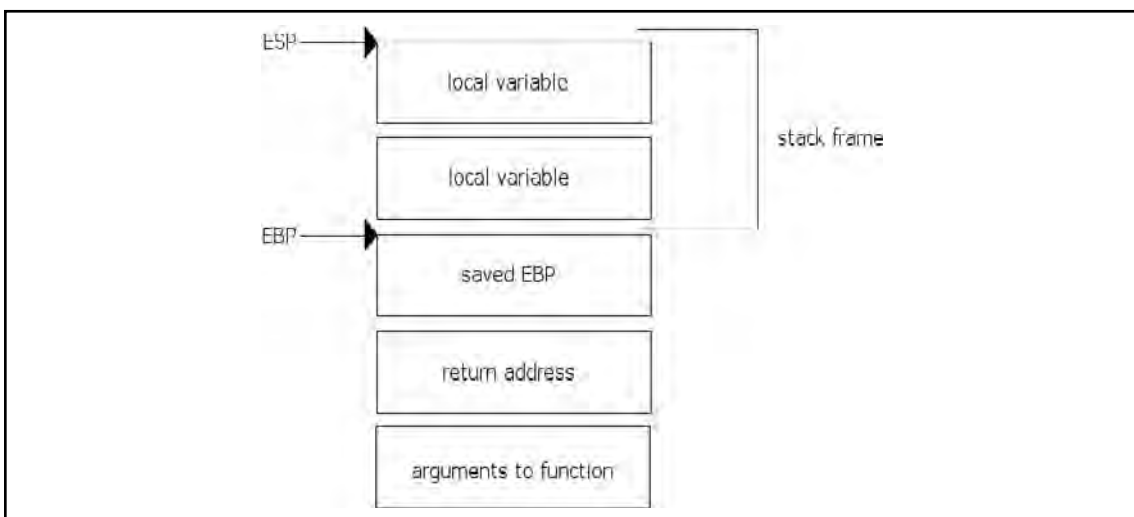 ESP
local variable
stack frame
local variable
EBP
saved EBP
return address
arguments to function